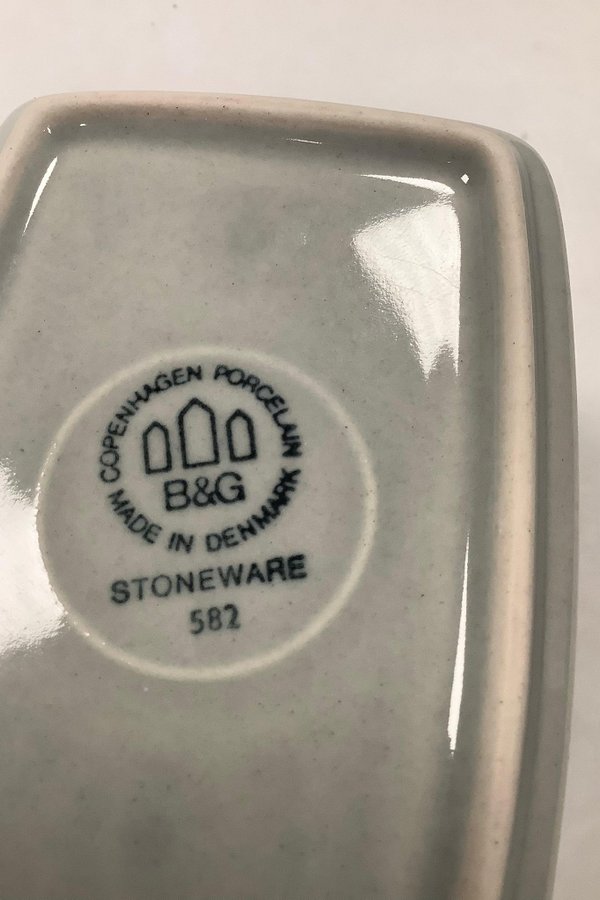 COPENHAGEN PORCELAIN
B&G
MADE IN DENMARK
STONEWARE
582